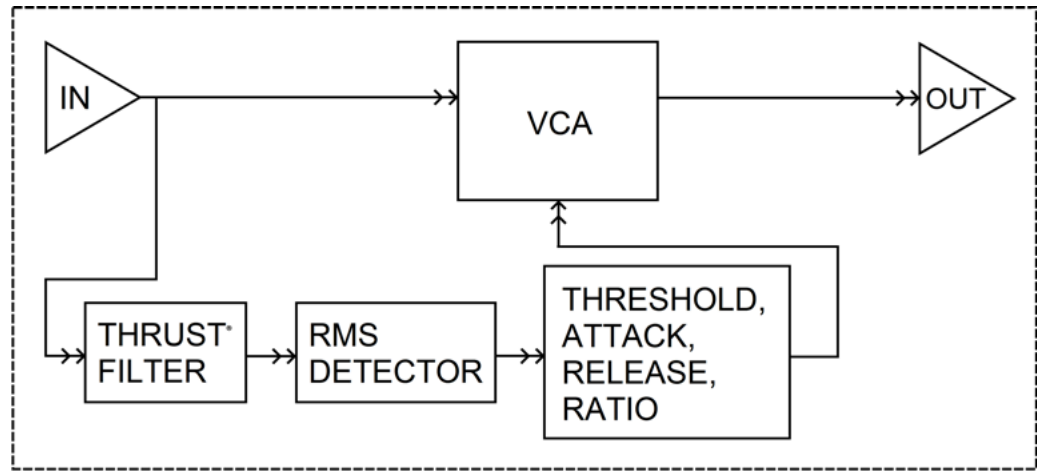 IN
VCA
OUT
THRUST®
FILTER
RMS
DETECTOR
THRESHOLD,
ATTACK,
RELEASE,
RATIO